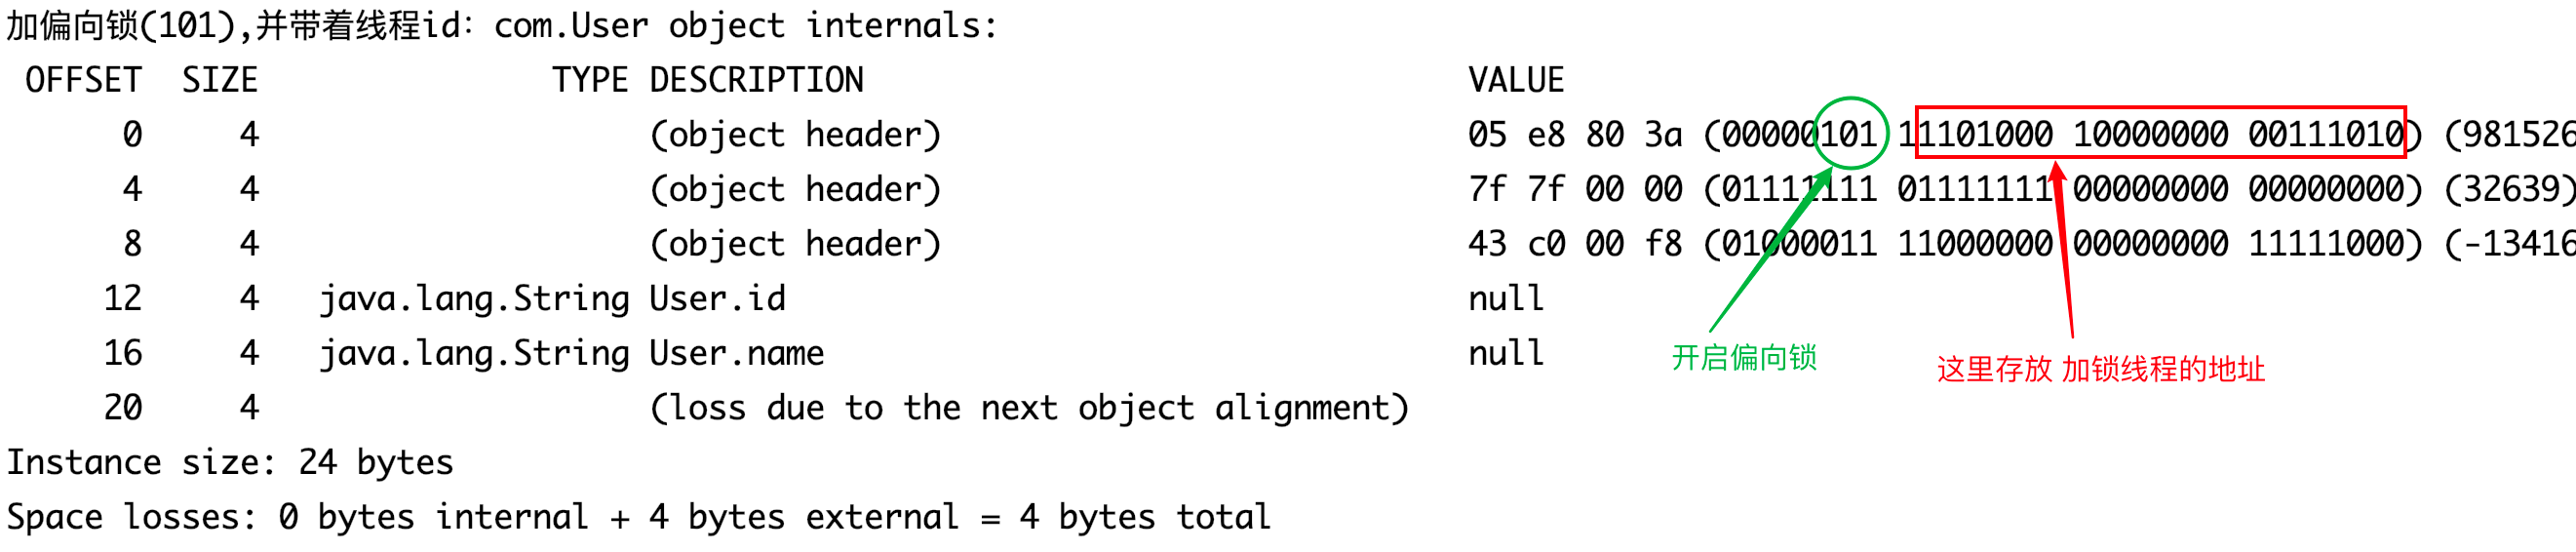 加偏向锁(101),并带着线程id: com.User object internals:
OFFSET SIZE TYPE DESCRIPTION VALUE
0 4 (object header) 05 e8 80 3a (00000101 11101000 10000000 00111010) (981526
4 4 (object header) 7f 7f 00 00 (01111111 01111111 00000000 00000000) (32639)
8 4 (object header) 43 c0 00 f8 (01000011 11000000 00000000 11111000) (-13416
12 4 java.lang.String User.id null
16 4 java.lang.String User.name null
开启偏向锁
这里存放 加锁线程的地址
20 4 (loss due to the next object alignment)
Instance size: 24 bytes
Space losses: 0 bytes internal + 4 bytes external = 4 bytes total